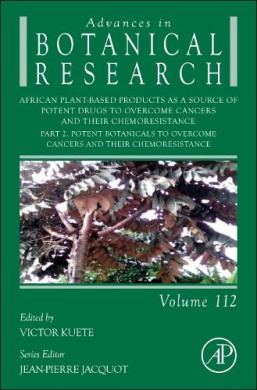 Advances in
BOTANICAL
RESEARCH
AFRICAN PLANT-BASED PRODUCTS AS A SOURCE OF
POTENT DRUGS TO OVERCOME CANCERS
AND THEIR CHEMORESISTANCE
PART 2. POTENT BOTANICALS TO OVERCOME
CANCERS AND THEIR CHEMORESISTANCE
Volume 112
Edited by
VICTOR KUETE
Series Editor
JEAN-PIERRE JACQUOT
AP